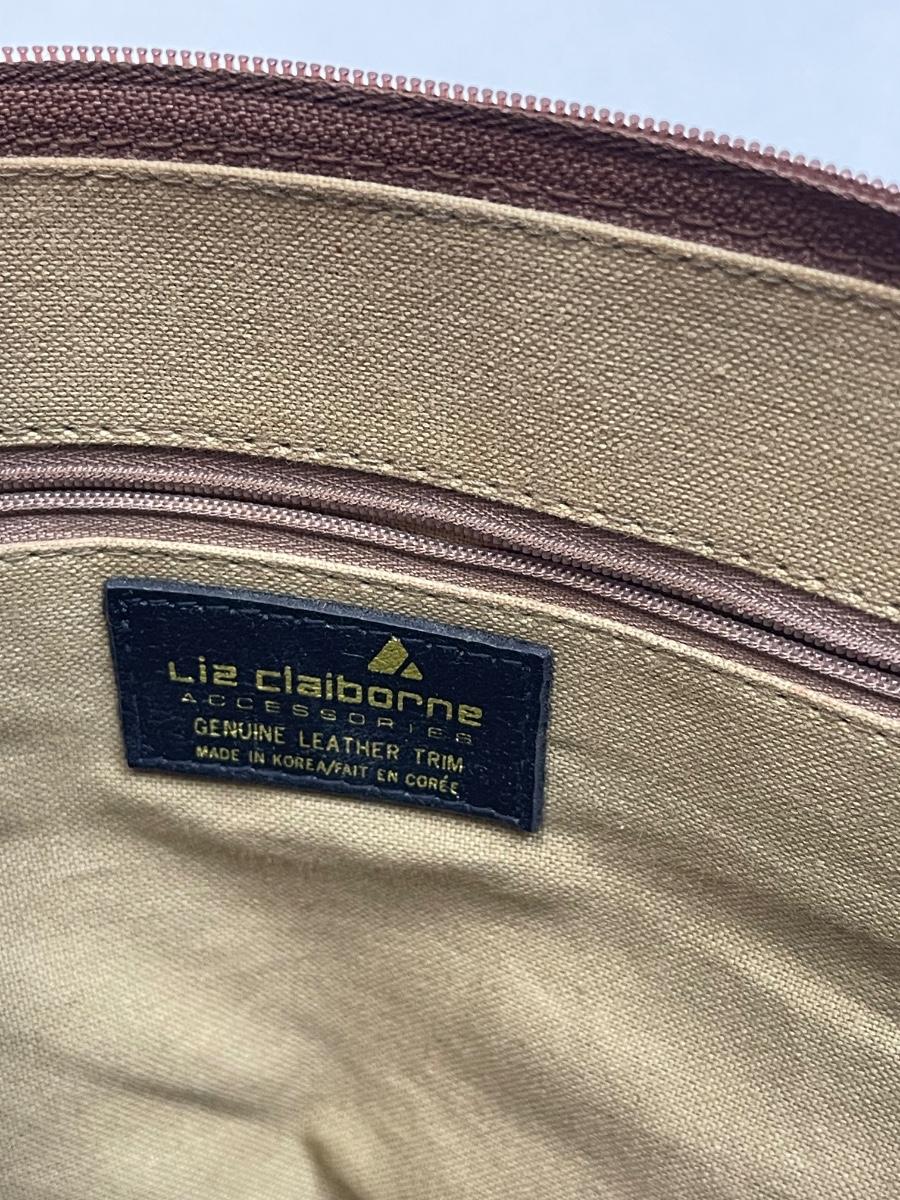 Liz claiborne
ACCESSORIES
GENUINE LEATHER TRIM
MADE IN KOREA/FAIT EN CORÉE